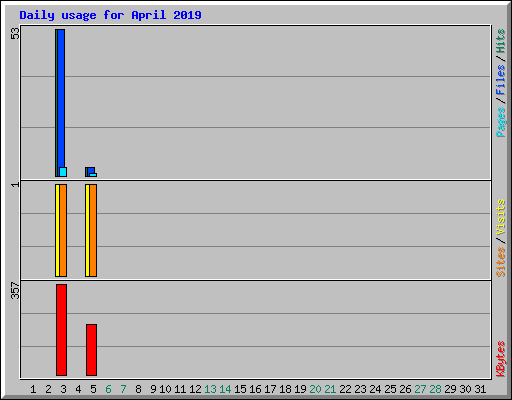 Daily usage for April 2019
53
Pages / Files / Hits
1
Sites / Visits
357
KBytes
1 2 3 4 5 6 7 8 9 10 11 12 13 14 15 16 17 18 19 20 21 22 23 24 25 26 27 28 29 30 31